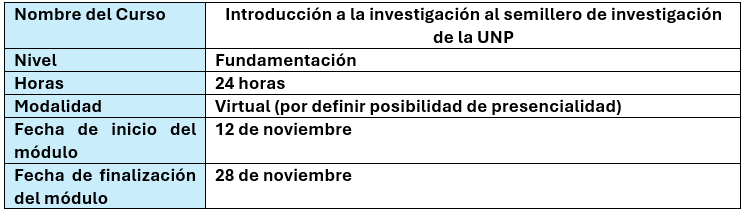 Nombre del Curso
Introducción a la investigación al semillero de investigación
de la UNP
Nivel
Fundamentación
Horas
24 horas
Modalidad
Virtual (por definir posibilidad de presencialidad)
Fecha de inicio del
módulo
12 de noviembre
Fecha de finalización
del módulo
28 de noviembre